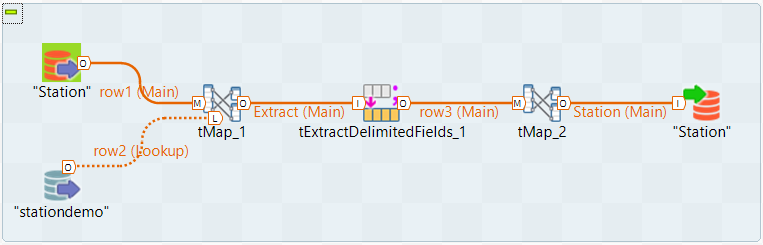 O
"Station"
row1 (Main)
M
L
O
tMap_1
Extract (Main)
I
O
tExtractDelimitedFields_1
row3 (Main)
M
O
tMap_2
Station (Main)
I
"Station"
row2 (Lookup)
O
"stationdemo"